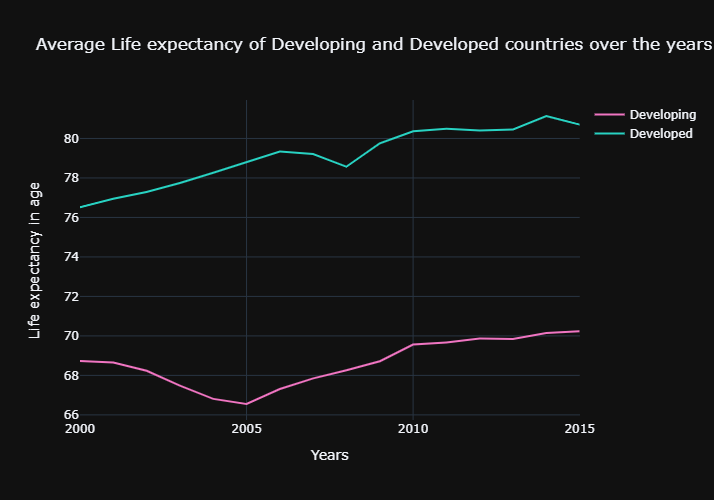 Average Life expectancy of Developing and Developed countries over the years
Developing
Developed
80
78
76
74
72
70
68
66
Life expectancy in age
2000 2005 2010 2015
Years